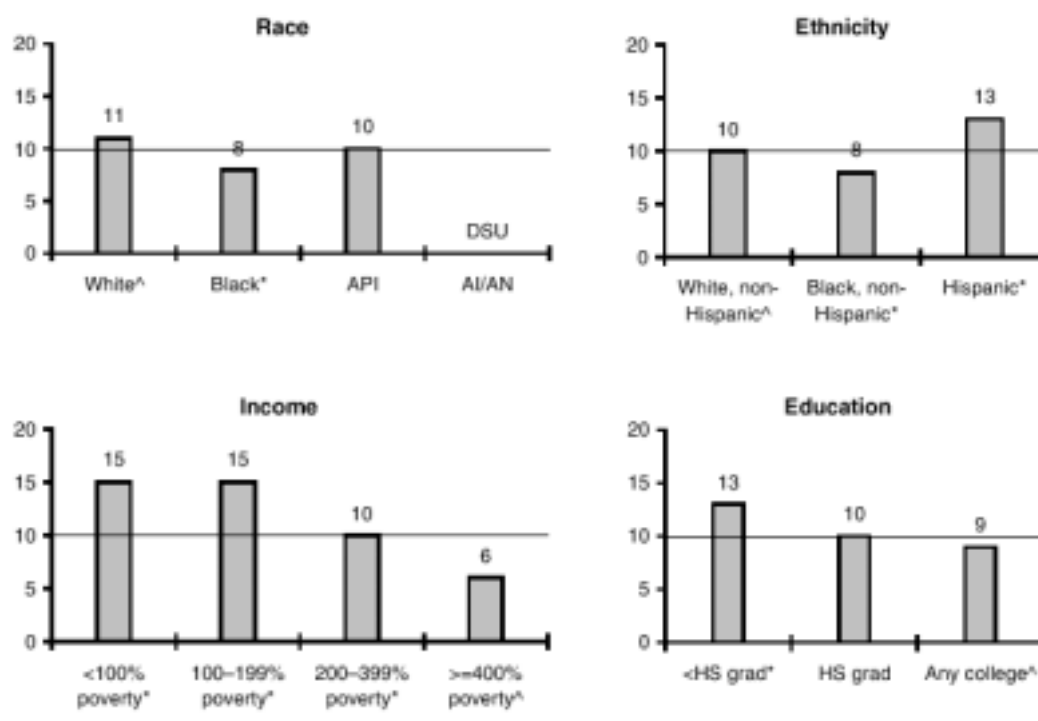 Race
20
15
10
5
0
11
8
10
DSU
White^
Black*
API
AI/AN
Ethnicity
20
15
10
5
0
10
8
13
White, non-
Hispanic^
Black, non-
Hispanic*
Hispanic*
Income
20
15
10
5
0
15
15
10
6
<100%
poverty*
100–199%
poverty*
200–399%
poverty*
>=400%
poverty^
Education
20
15
10
5
0
13
10
9
<HS grad*
HS grad
Any college^